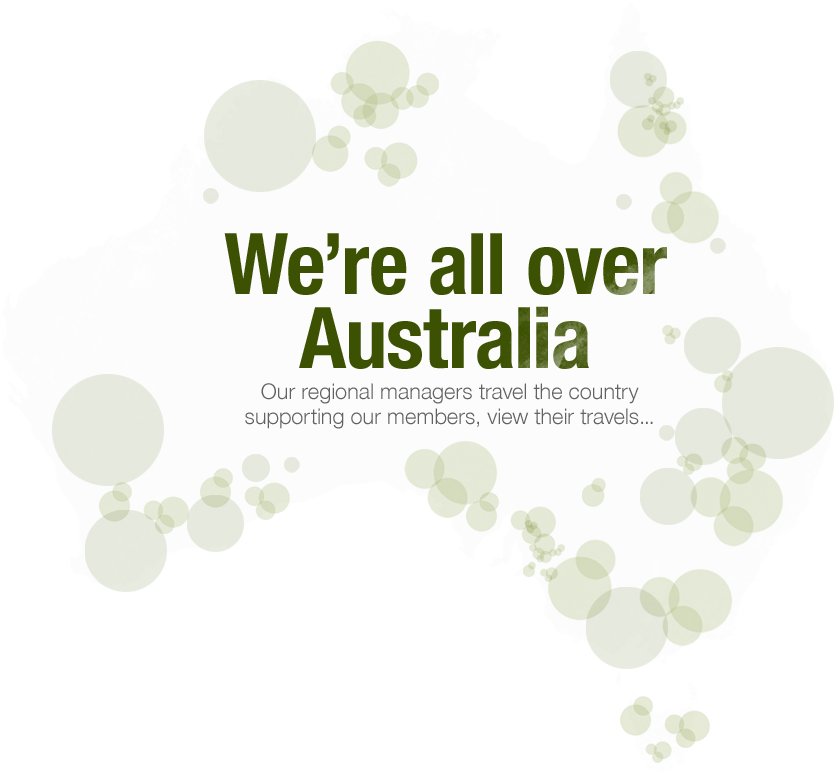 We’re all over
Australia
Our regional managers travel the country
supporting our members, view their travels...